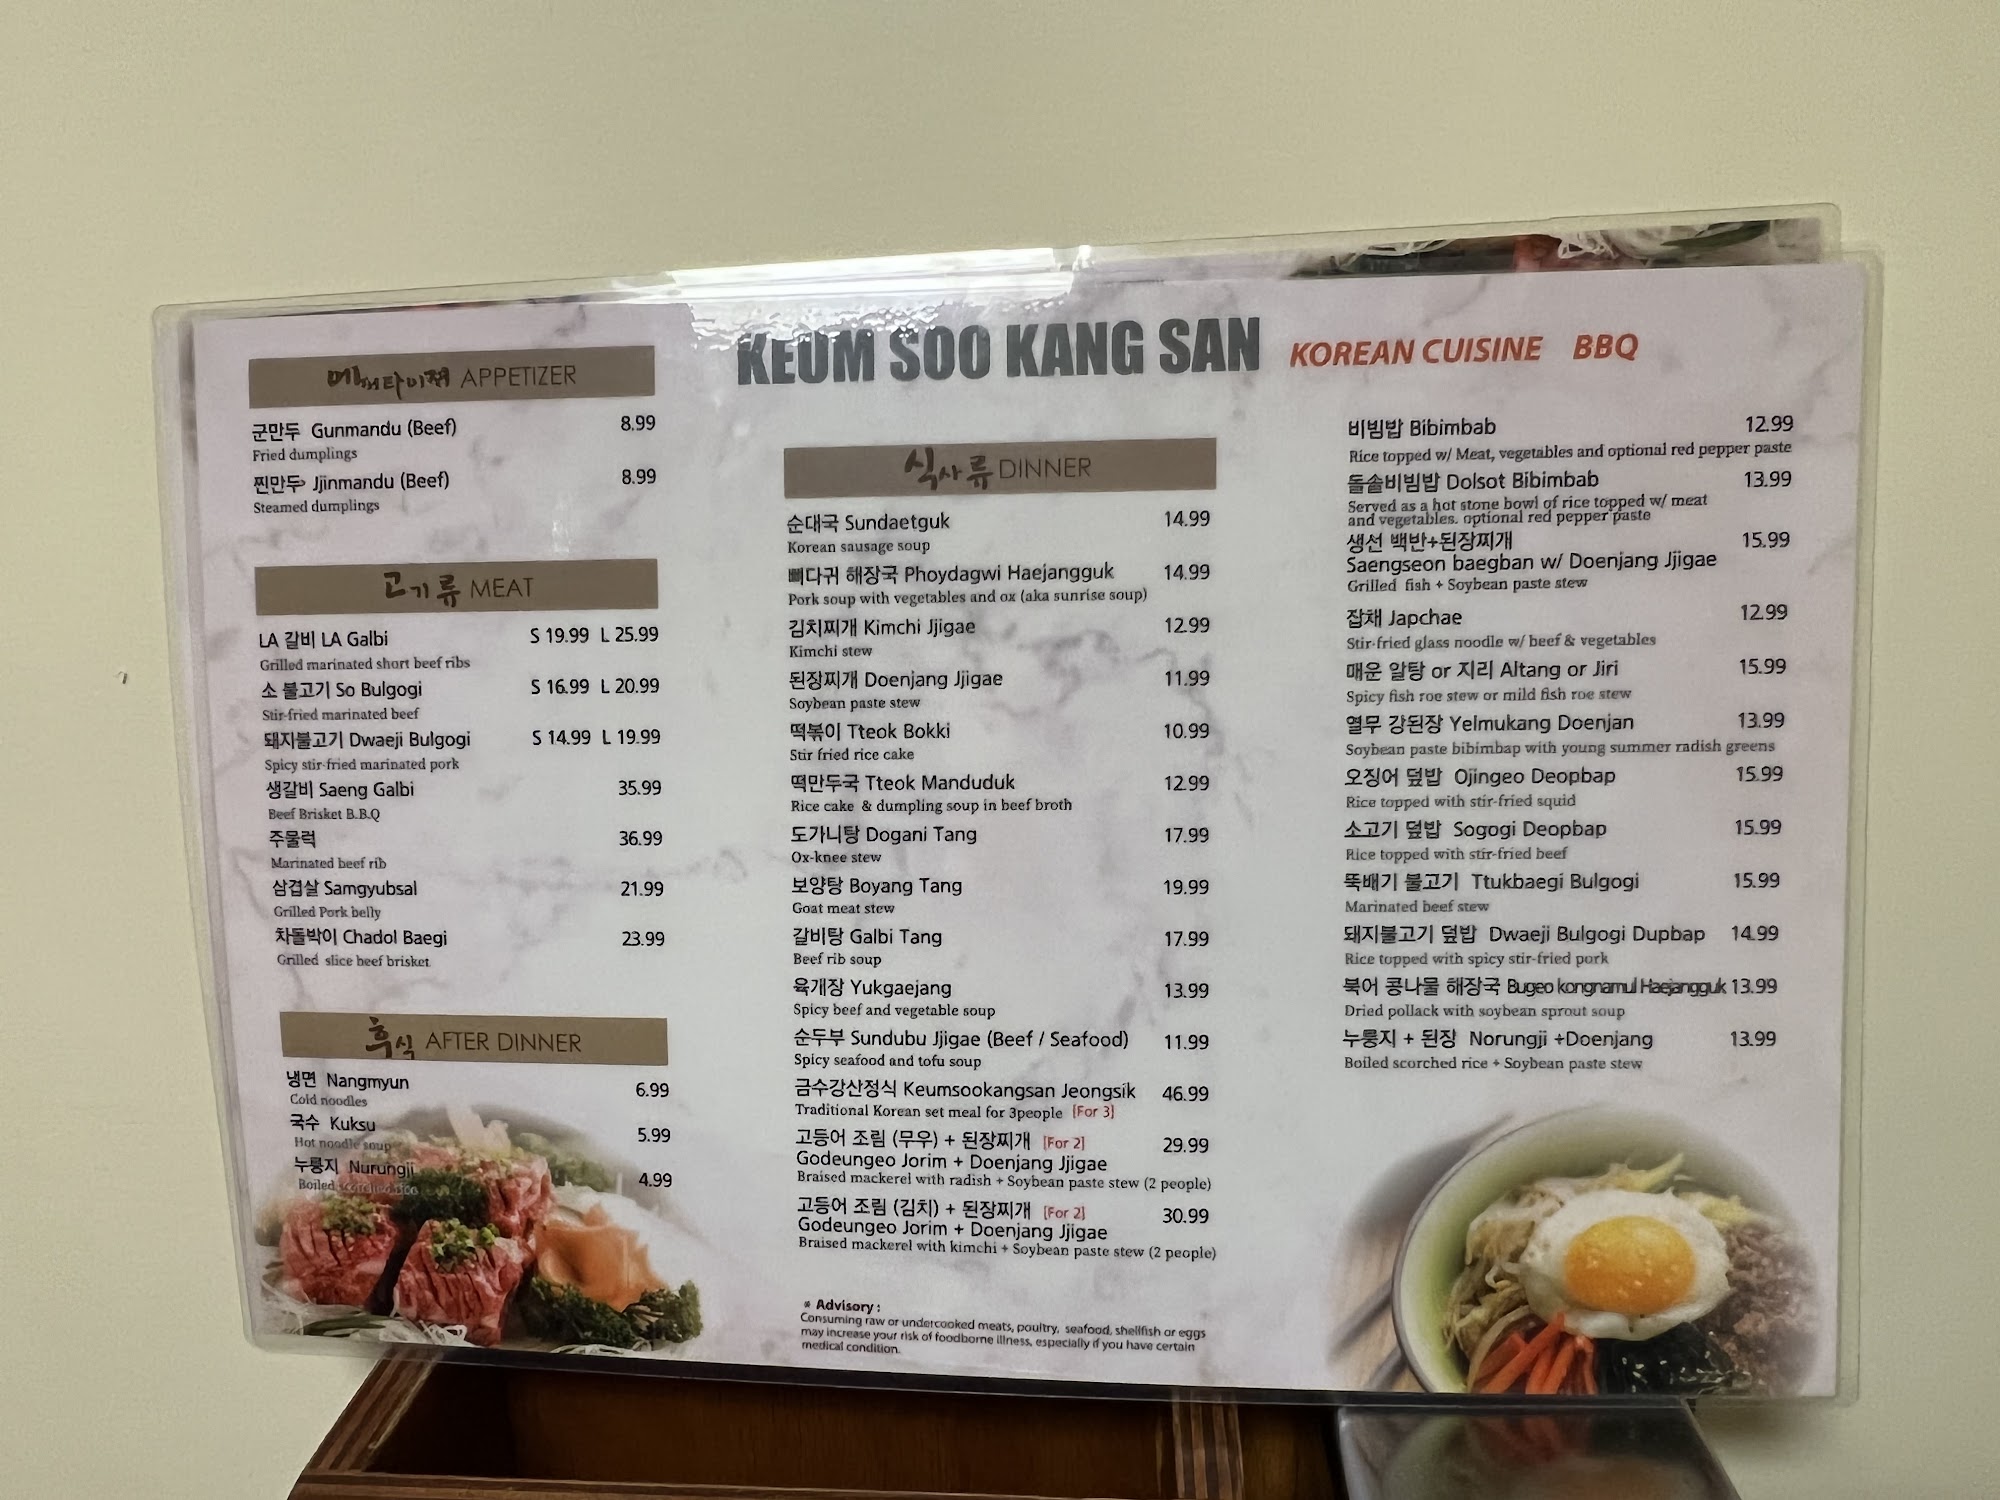 KEUM SOO KANG SAN KOREAN CUISINE BBQ
애피타이저 APPETIZER
군만두 Gunmandu (Beef) 8.99
Fried dumplings
찐만두 Jjinmandu (Beef) 8.99
Steamed dumplings
고기류 MEAT
LA 갈비 LA Galbi S 19.99 L 25.99
Grilled marinated short beef ribs
소 불고기 So Bulgogi S 16.99 L 20.99
Stir-fried marinated beef
돼지불고기 Dwaeji Bulgogi S 14.99 L 19.99
Spicy stir-fried marinated pork
생갈비 Saeng Galbi 35.99
Beef Brisket B.B.Q
주물럭 36.99
Marinated beef rib
삼겹살 Samgyubsal 21.99
Grilled Pork belly
차돌박이 Chadol Baegi 23.99
Grilled slice beef brisket
후식 AFTER DINNER
냉면 Nangmyun 6.99
Cold noodles
국수 Kuksu 5.99
Hot noodle soup
누룽지 Nurungji 4.99
Boiled scorched rice
식사류 DINNER
순대국 Sundaetguk 14.99
Korean sausage soup
뼈다귀 해장국 Phoydagwi Haejangguk 14.99
Pork soup with vegetables and ox (aka sunrise soup)
김치찌개 Kimchi Jjigae 12.99
Kimchi stew
된장찌개 Doenjang Jjigae 11.99
Soybean paste stew
떡볶이 Tteok Bokki 10.99
Stir fried rice cake
떡만두국 Tteok Manduduk 12.99
Rice cake & dumpling soup in beef broth
도가니탕 Dogani Tang 17.99
Ox-knee stew
보양탕 Boyang Tang 19.99
Goat meat stew
갈비탕 Galbi Tang 17.99
Beef rib soup
육개장 Yukgaejang 13.99
Spicy beef and vegetable soup
순두부 Sundubu Jjigae (Beef / Seafood) 11.99
Spicy seafood and tofu soup
금수강산정식 Keumsookangsan Jeongsik 46.99
Traditional Korean set meal for 3people [For 3]
고등어 조림 (무우) + 된장찌개 [For 2] 29.99
Godeungeo Jorim + Doenjang Jjigae
Braised mackerel with radish + Soybean paste stew (2 people)
고등어 조림 (김치) + 된장찌개 [For 2] 30.99
Godeungeo Jorim + Doenjang Jjigae
Braised mackerel with kimchi + Soybean paste stew (2 people)
* Advisory :
Consuming raw or undercooked meats, poultry, seafood, shellfish or eggs
may increase your risk of foodborne illness, especially if you have certain
medical condition.
비빔밥 Bibimbab 12.99
Rice topped w/ Meat, vegetables and optional red pepper paste
돌솥비빔밥 Dolsot Bibimbab 13.99
Served as a hot stone bowl of rice topped w/ meat
and vegetables. optional red pepper paste
생선 백반+된장찌개 15.99
Saengseon baegban w/ Doenjang Jjigae
Grilled fish + Soybean paste stew
잡채 Japchae 12.99
Stir-fried glass noodle w/ beef & vegetables
매운 알탕 or 지리 Altang or Jiri 15.99
Spicy fish roe stew or mild fish roe stew
열무 강된장 Yelmukang Doenjan 13.99
Soybean paste bibimbap with young summer radish greens
오징어 덮밥 Ojingeo Deopbap 15.99
Rice topped with stir-fried squid
소고기 덮밥 Sogogi Deopbap 15.99
Rice topped with stir-fried beef
뚝배기 불고기 Ttukbaegi Bulgogi 15.99
Marinated beef stew
돼지불고기 덮밥 Dwaeji Bulgogi Dupbap 14.99
Rice topped with spicy stir-fried pork
북어 콩나물 해장국 Bugeo kongnamul Haejangguk 13.99
Dried pollack with soybean sprout soup
누룽지 + 된장 Norungji +Doenjang 13.99
Boiled scorched rice + Soybean paste stew